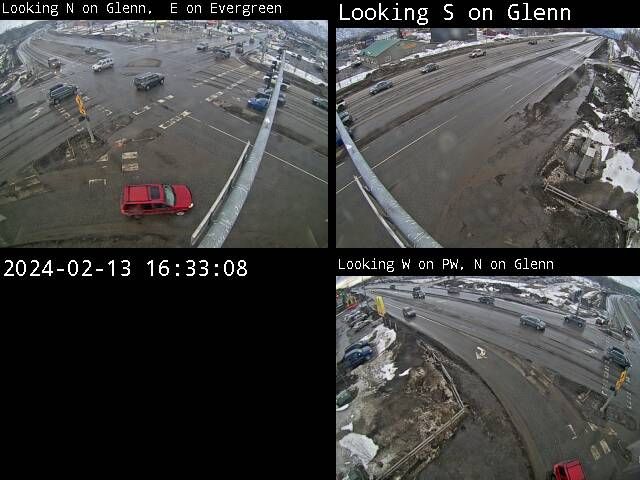 Looking N on Glenn, E on Evergreen
Looking S on Glenn
2024-02-13 16:33:08
Looking W on PW, N on Glenn